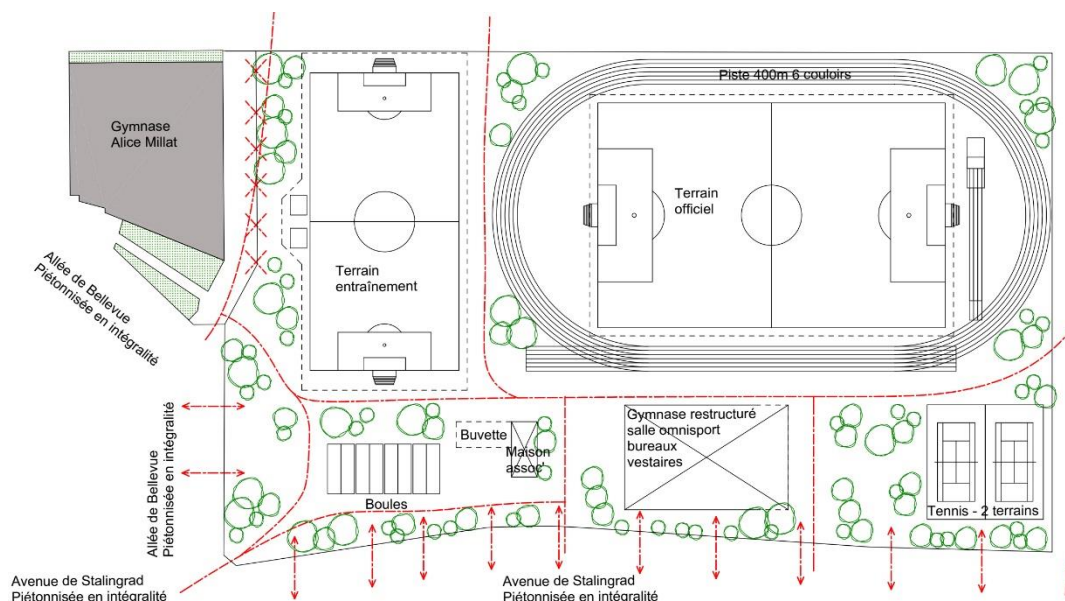 Piste 400m 6 couloirs
Gymnase
Alice Millat
Terrain
officiel
Terrain
entraînement
Allée de Bellevue
Piétonnisée en intégralité
Allée de Bellevue
Piétonnisée en intégralité
Buvette
Maison
assoc'
Boules
Gymnase restructuré
salle omnisport
bureaux
vestaires
Tennis - 2 terrains
Avenue de Stalingrad
Piétonnisée en intégralité
Avenue de Stalingrad
Piétonnisée en intégralité